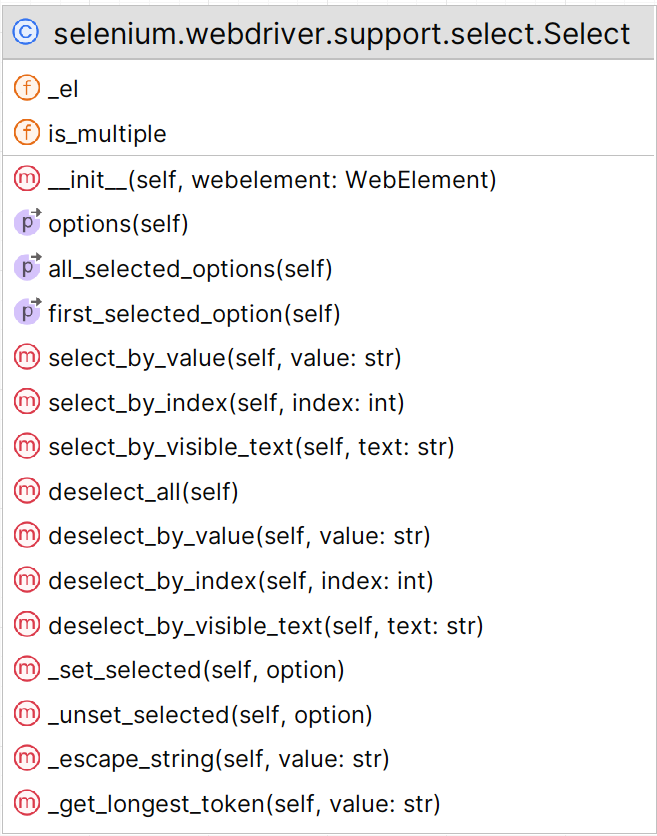 C selenium.webdriver.support.select.Select
f _el
f is_multiple
m __init__(self, webelement: WebElement)
p options(self)
p all_selected_options(self)
p first_selected_option(self)
m select_by_value(self, value: str)
m select_by_index(self, index: int)
m select_by_visible_text(self, text: str)
m deselect_all(self)
m deselect_by_value(self, value: str)
m deselect_by_index(self, index: int)
m deselect_by_visible_text(self, text: str)
m _set_selected(self, option)
m _unset_selected(self, option)
m _escape_string(self, value: str)
m _get_longest_token(self, value: str)